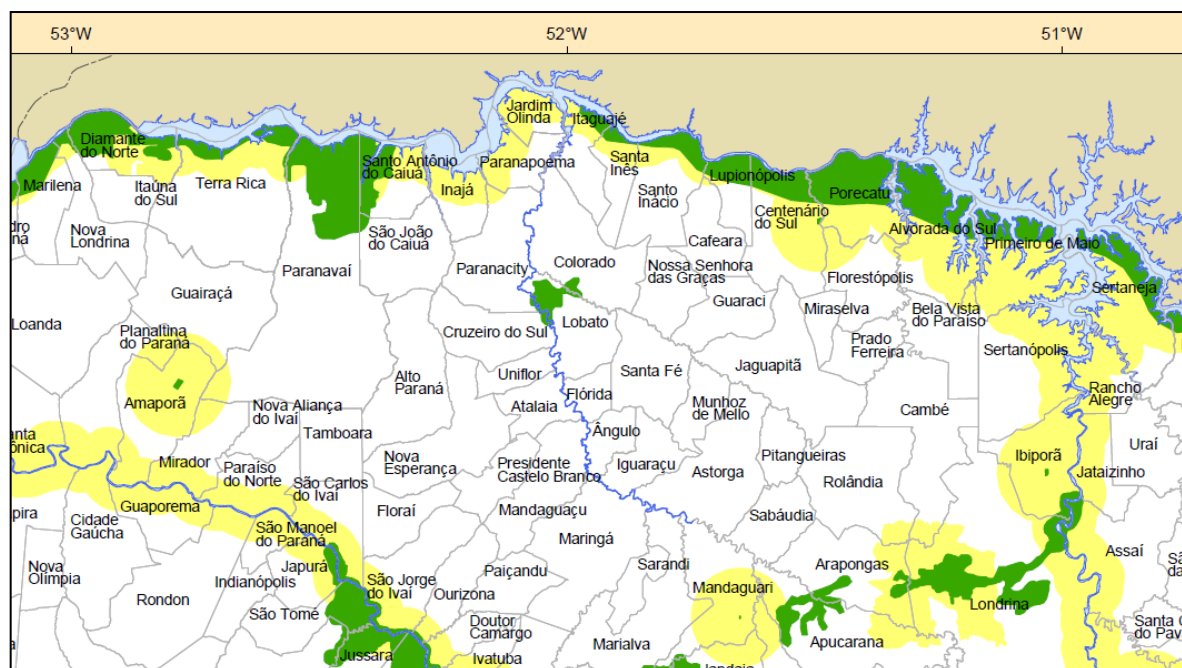 53°W
52°W
51°W
Jardim
Olinda
Itaguajé
Diamante
do Norte
Santo Antônio
do Caiuá
Paranapoema
Santa
Inês
Lupionópolis
Marilena
Itaúna
do Sul
Terra Rica
Inajá
Santo
Inácio
Porecatu
Centenário
do Sul
Nova
Londrina
São João
do Caiuá
Cafeara
Alvorada do Sul
Primeiro de Maio
Paranavaí
Paranacity
Colorado
Nossa Senhora
das Graças
Florestópolis
Sertaneja
Guairaçá
Guaraci
Miraselva
Bela Vista
do Paraíso
Loanda
Planaltina
do Paraná
Cruzeiro do Sul
Lobato
Prado
Ferreira
Sertanópolis
Alto
Paraná
Uniflor
Santa Fé
Jaguapitã
Rancho
Alegre
Amaporã
Nova Aliança
do Ivaí
Atalaia
Flórida
Munhoz
de Mello
Cambé
Tamboara
Ângulo
Uraí
Mirador
Paraíso
do Norte
Nova
Esperança
Presidente
Castelo Branco
Iguaraçu
Astorga
Pitangueiras
Ibiporã
Jataizinho
São Carlos
do Ivaí
Rolândia
Guaporema
Floraí
Mandaguaçu
Sabáudia
Cidade
Gaúcha
São Manoel
do Paraná
Maringá
Assaí
Nova
Olímpia
Japurá
Indianópolis
São Jorge
do Ivaí
Paiçandu
Sarandi
Arapongas
Rondon
Ourizona
Mandaguari
Londrina
São Tomé
Doutor
Camargo
Marialva
Apucarana
Jussara
Ivatuba